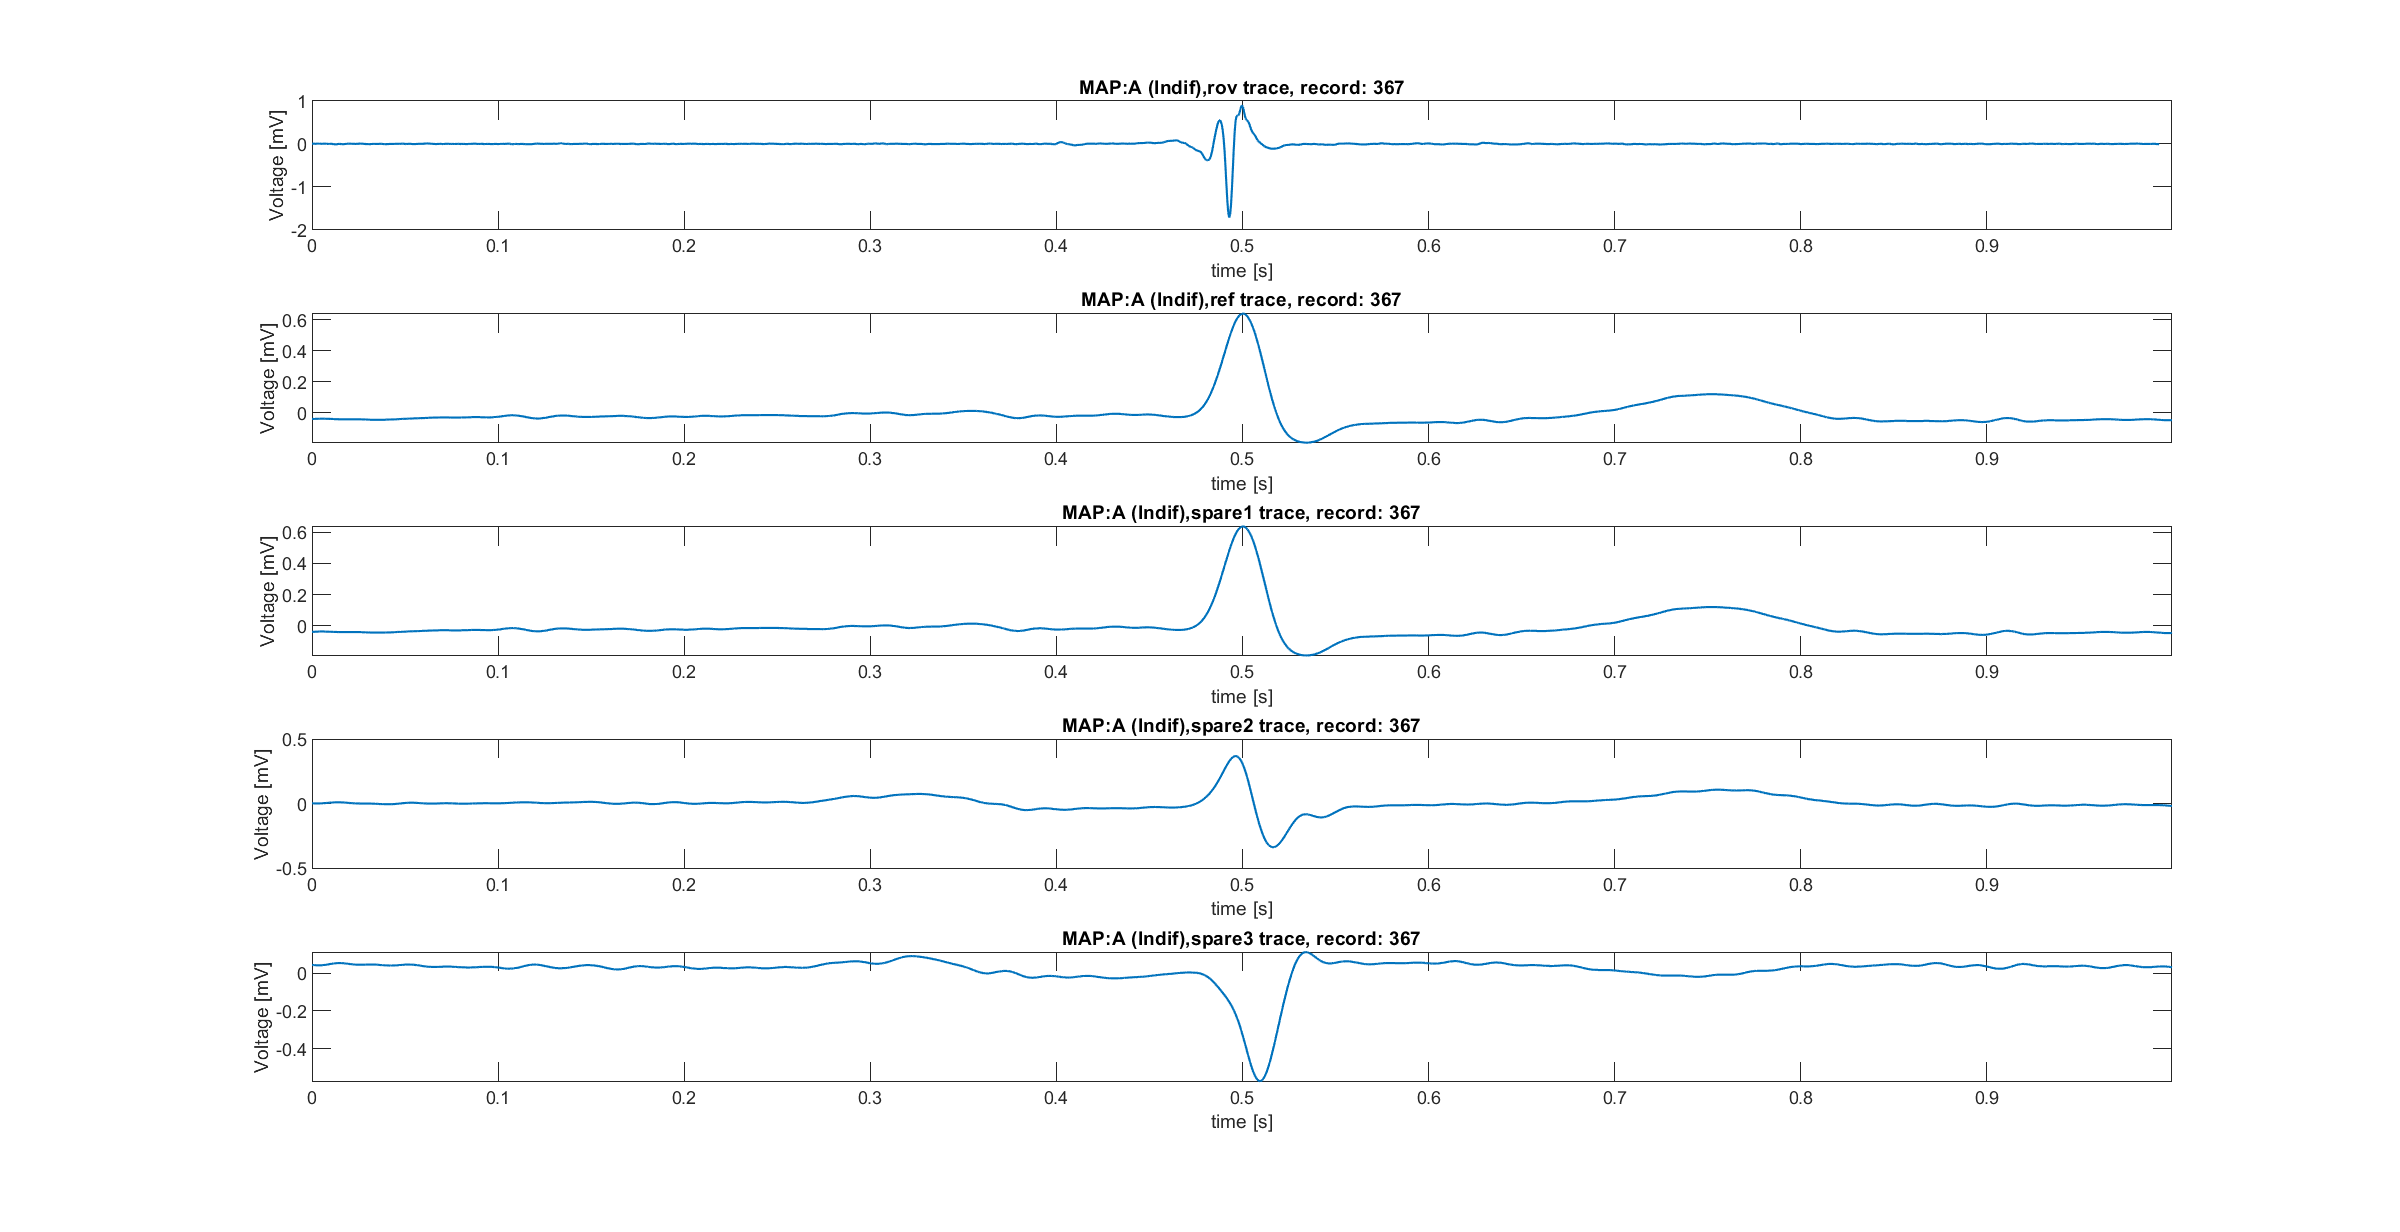 MAP:A (Indif),rov trace, record: 367
Voltage [mV]
1
0
-1
-2
0 0.1 0.2 0.3 0.4 0.5 0.6 0.7 0.8 0.9
time [s]
MAP:A (Indif),ref trace, record: 367
Voltage [mV]
0.6
0.4
0.2
0
0 0.1 0.2 0.3 0.4 0.5 0.6 0.7 0.8 0.9
time [s]
MAP:A (Indif),spare1 trace, record: 367
Voltage [mV]
0.6
0.4
0.2
0
0 0.1 0.2 0.3 0.4 0.5 0.6 0.7 0.8 0.9
time [s]
MAP:A (Indif),spare2 trace, record: 367
Voltage [mV]
0.5
0
-0.5
0 0.1 0.2 0.3 0.4 0.5 0.6 0.7 0.8 0.9
time [s]
MAP:A (Indif),spare3 trace, record: 367
Voltage [mV]
0
-0.2
-0.4
0 0.1 0.2 0.3 0.4 0.5 0.6 0.7 0.8 0.9
time [s]